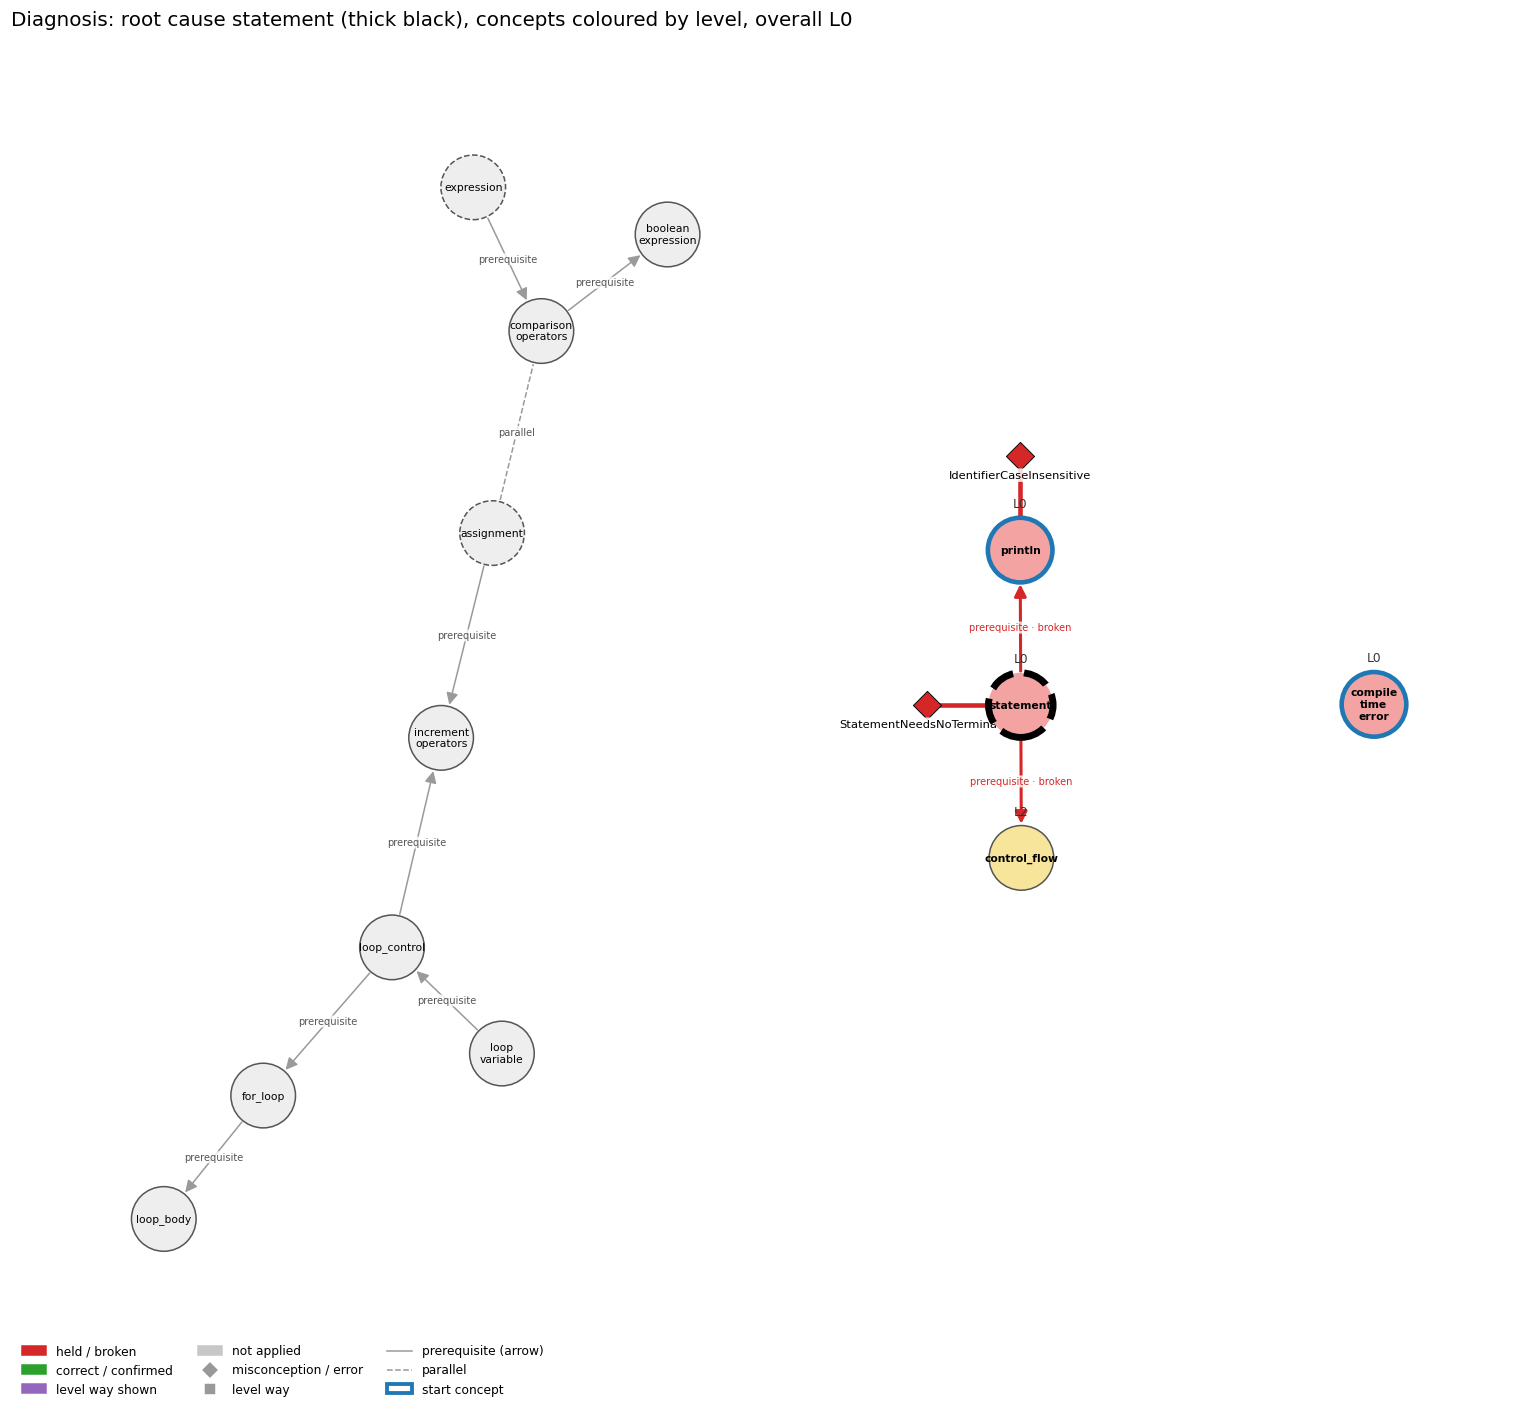 Diagnosis: root cause statement (thick black), concepts coloured by level, overall L0
expression
boolean
expression
prerequisite
prerequisite
comparison
operators
parallel
IdentifierCaseInsensitive
L0
assignment
println
prerequisite
prerequisite · broken
L0
L0
compile
time
error
statement
StatementNeedsNoTermina
increment
operators
prerequisite · broken
L2
prerequisite
control_flow
loop_control
prerequisite
prerequisite
loop
variable
for_loop
prerequisite
loop_body
held / broken
correct / confirmed
level way shown
not applied
misconception / error
level way
prerequisite (arrow)
parallel
start concept